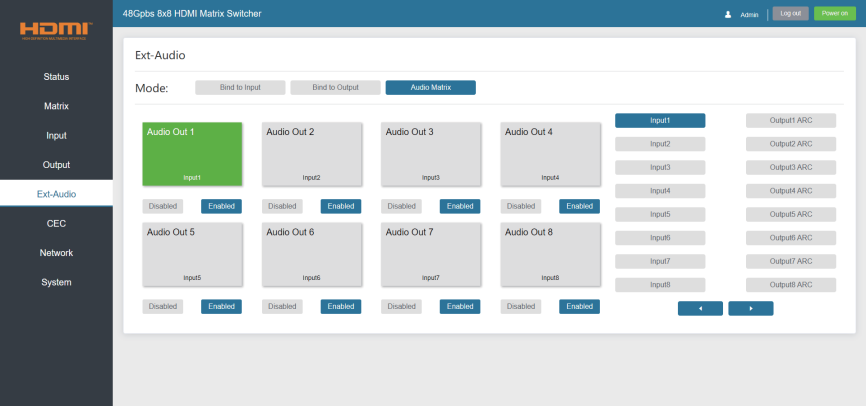 HDMI
HIGH DEFINITION MULTIMEDIA INTERFACE
48Gpbs 8x8 HDMI Matrix Switcher
Admin
Log out
Power on
Status
Matrix
Input
Output
Ext-Audio
CEC
Network
System
Ext-Audio
Mode:
Bind to Input
Bind to Output
Audio Matrix
Audio Out 1
Input1
Audio Out 2
Input2
Audio Out 3
Input3
Audio Out 4
Input4
Disabled
Enabled
Disabled
Enabled
Disabled
Enabled
Disabled
Enabled
Audio Out 5
Input5
Audio Out 6
Input6
Audio Out 7
Input7
Audio Out 8
Input8
Disabled
Enabled
Disabled
Enabled
Disabled
Enabled
Disabled
Enabled
Input1
Output1 ARC
Input2
Output2 ARC
Input3
Output3 ARC
Input4
Output4 ARC
Input5
Output5 ARC
Input6
Output6 ARC
Input7
Output7 ARC
Input8
Output8 ARC